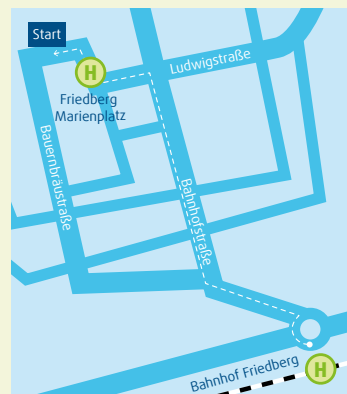 Start
H
Ludwigstraße
Friedberg
Marienplatz
Bauernbräustraße
Bahnhofstraße
Bahnhof Friedberg
H